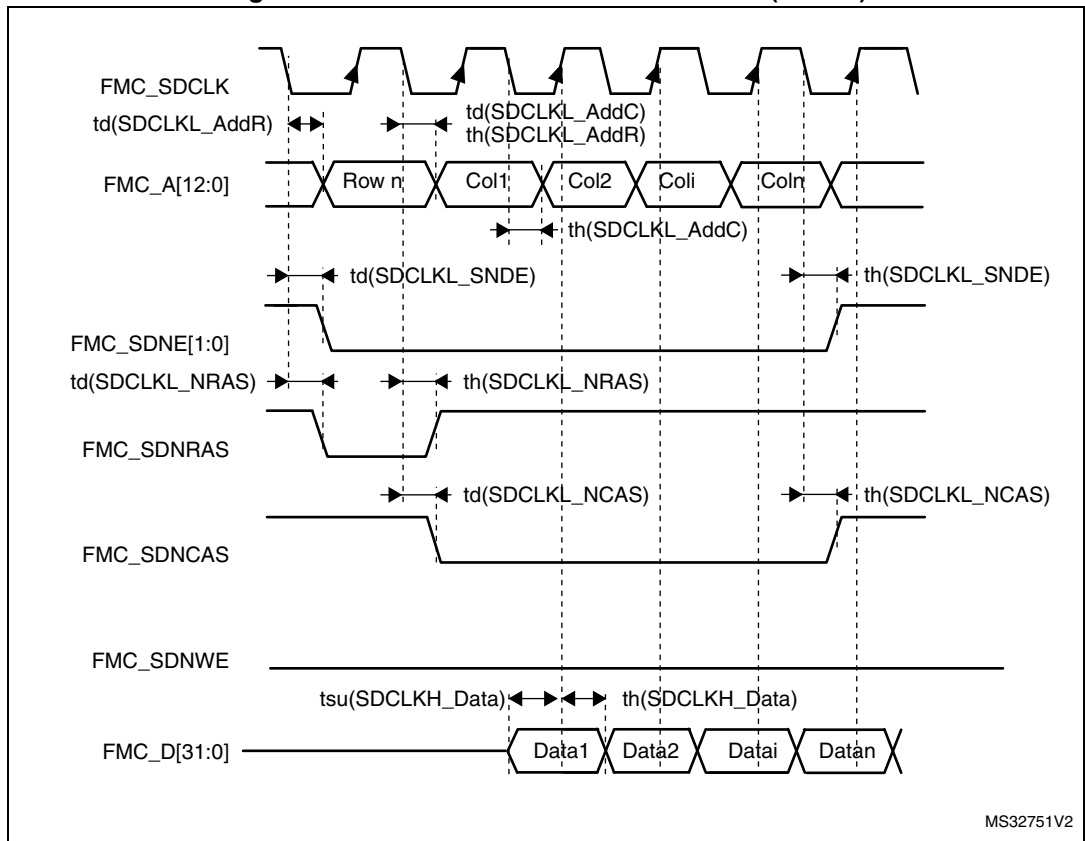 FMC_SDCLK
td(SDCLKL_AddR)
td(SDCLKL_AddC)
th(SDCLKL_AddR)
FMC_A[12:0]
Row n
Col1
Col2
Coli
Coln
th(SDCLKL_AddC)
td(SDCLKL_SNDE)
th(SDCLKL_SNDE)
FMC_SDNE[1:0]
td(SDCLKL_NRAS)
th(SDCLKL_NRAS)
FMC_SDNRAS
td(SDCLKL_NCAS)
th(SDCLKL_NCAS)
FMC_SDNCAS
FMC_SDNWE
tsu(SDCLKH_Data)
th(SDCLKH_Data)
FMC_D[31:0]
Data1
Data2
Datai
Datan
MS32751V2